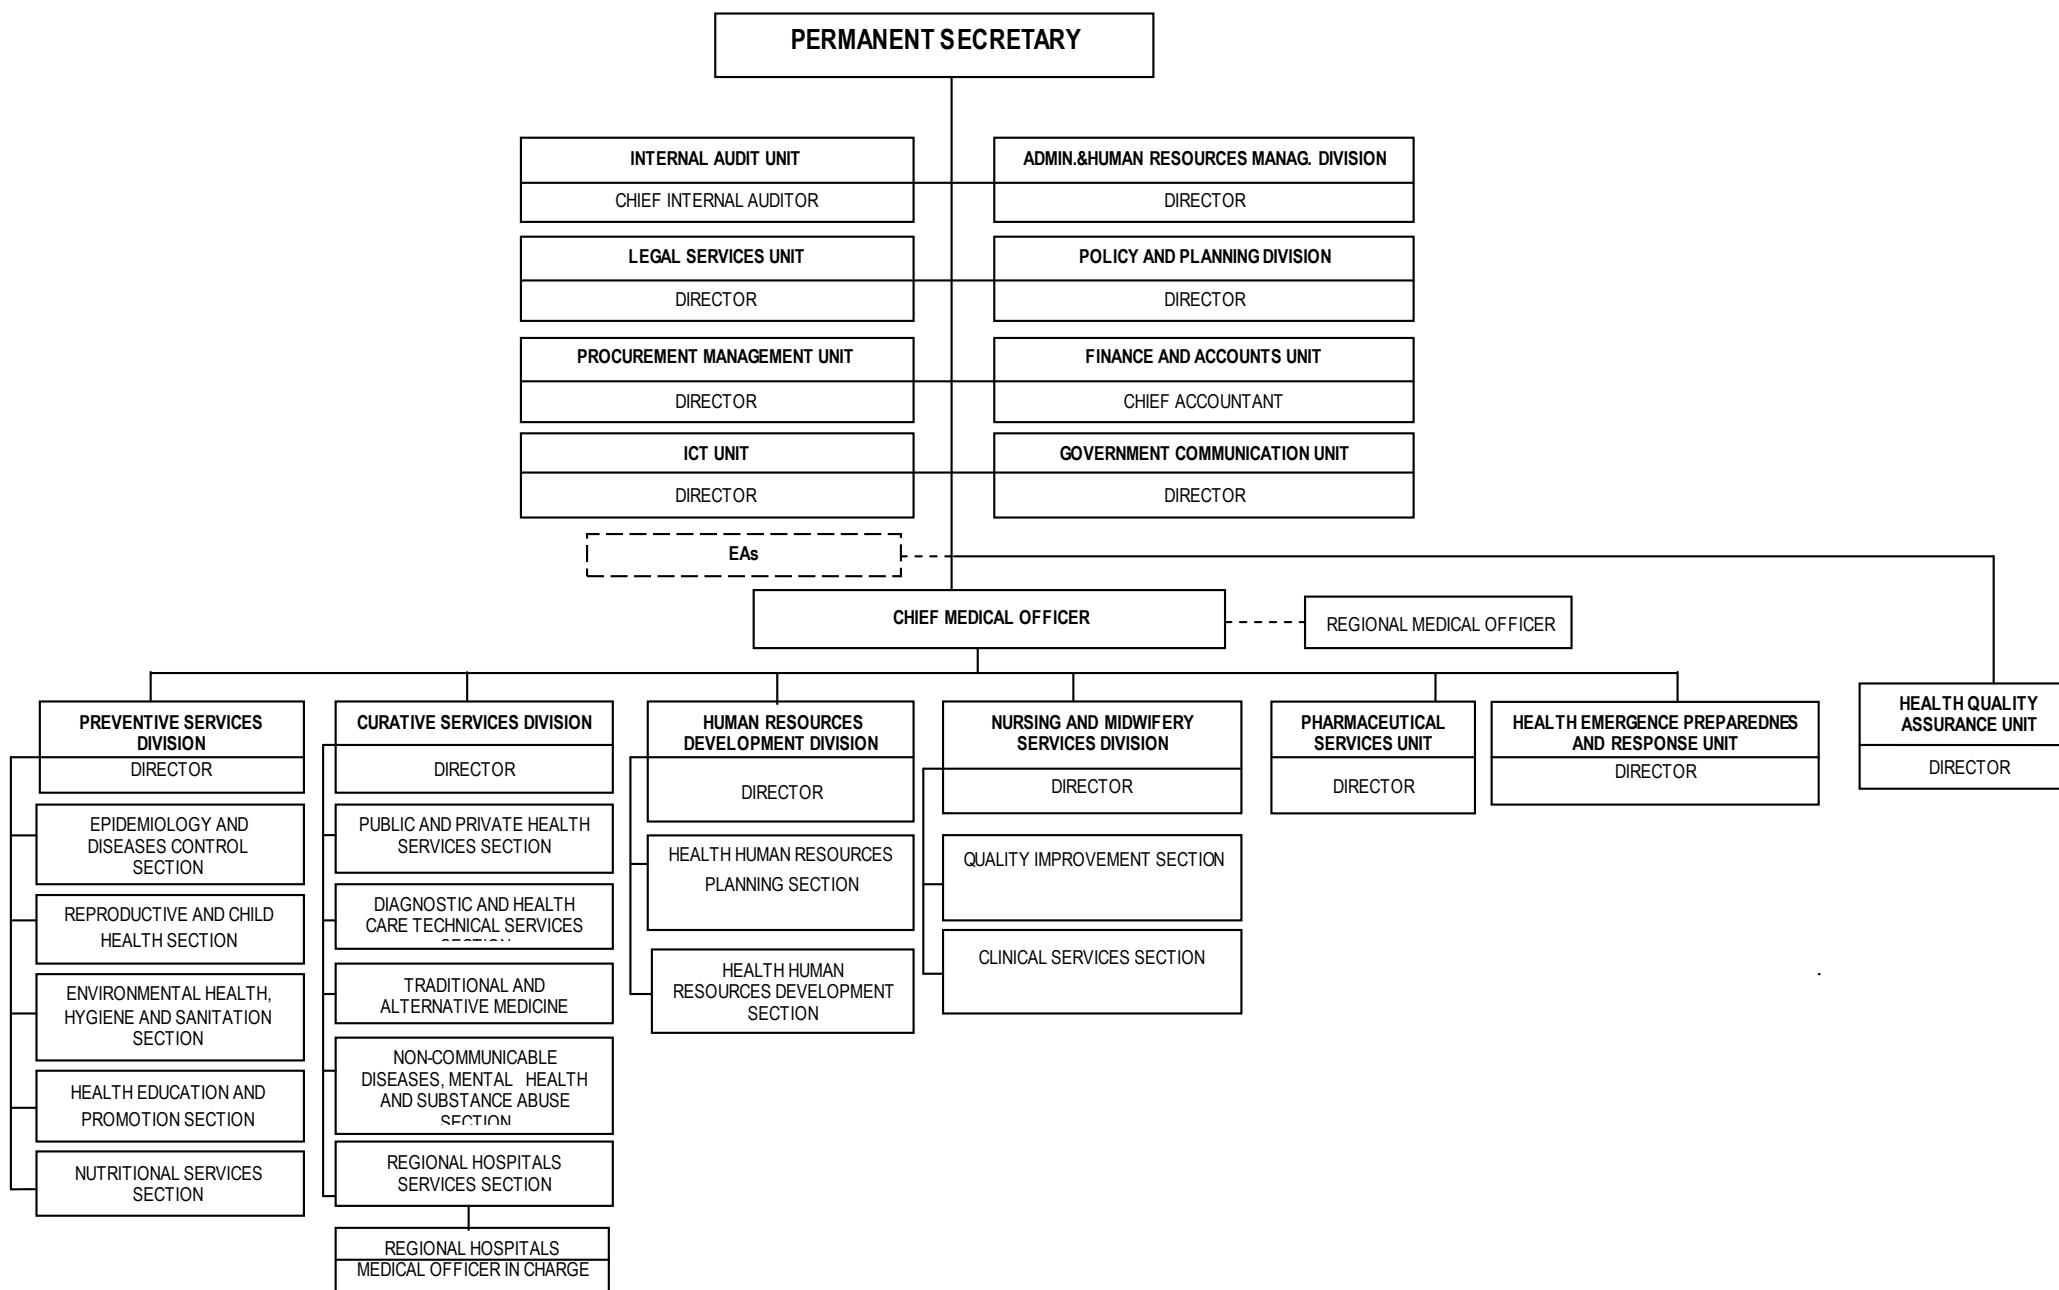 PERMANENT SECRETARY
INTERNAL AUDIT UNIT
CHIEF INTERNAL AUDITOR
ADMIN.&HUMAN RESOURCES MANAG. DIVISION
DIRECTOR
LEGAL SERVICES UNIT
DIRECTOR
POLICY AND PLANNING DIVISION
DIRECTOR
PROCUREMENT MANAGEMENT UNIT
DIRECTOR
FINANCE AND ACCOUNTS UNIT
CHIEF ACCOUNTANT
ICT UNIT
DIRECTOR
GOVERNMENT COMMUNICATION UNIT
DIRECTOR
EAs
CHIEF MEDICAL OFFICER
REGIONAL MEDICAL OFFICER
PREVENTIVE SERVICES
DIVISION
DIRECTOR
EPIDEMIOLOGY AND
DISEASES CONTROL
SECTION
REPRODUCTIVE AND CHILD
HEALTH SECTION
ENVIRONMENTAL HEALTH,
HYGIENE AND SANITATION
SECTION
HEALTH EDUCATION AND
PROMOTION SECTION
NUTRITIONAL SERVICES
SECTION
CURATIVE SERVICES DIVISION
DIRECTOR
PUBLIC AND PRIVATE HEALTH
SERVICES SECTION
DIAGNOSTIC AND HEALTH
CARE TECHNICAL SERVICES
SECTION
TRADITIONAL AND
ALTERNATIVE MEDICINE
NON-COMMUNICABLE
DISEASES, MENTAL HEALTH
AND SUBSTANCE ABUSE
SECTION
REGIONAL HOSPITALS
SERVICES SECTION
REGIONAL HOSPITALS
MEDICAL OFFICER IN CHARGE
HUMAN RESOURCES
DEVELOPMENT DIVISION
DIRECTOR
HEALTH HUMAN RESOURCES
PLANNING SECTION
HEALTH HUMAN
RESOURCES DEVELOPMENT
SECTION
NURSING AND MIDWIFERY
SERVICES DIVISION
DIRECTOR
QUALITY IMPROVEMENT SECTION
CLINICAL SERVICES SECTION
PHARMACEUTICAL
SERVICES UNIT
DIRECTOR
HEALTH EMERGENCE PREPAREDNES
AND RESPONSE UNIT
DIRECTOR
HEALTH QUALITY
ASSURANCE UNIT
DIRECTOR
.